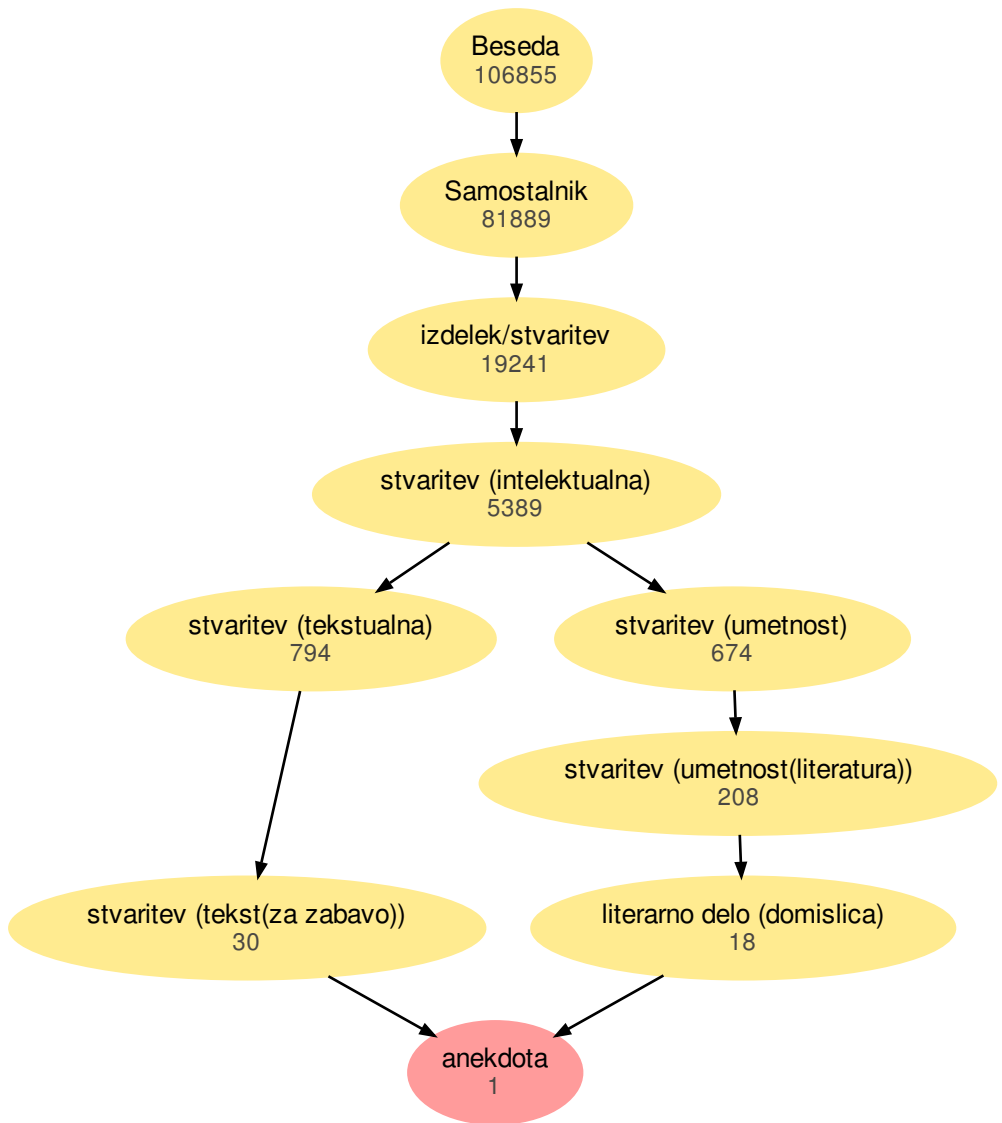 Beseda
106855
Samostalnik
81889
izdelek/stvaritev
19241
stvaritev (intelektualna)
5389
stvaritev (tekstualna)
794
stvaritev (umetnost)
674
stvaritev (umetnost(literatura))
208
stvaritev (tekst(za zabavo))
30
literarno delo (domislica)
18
anekdota
1